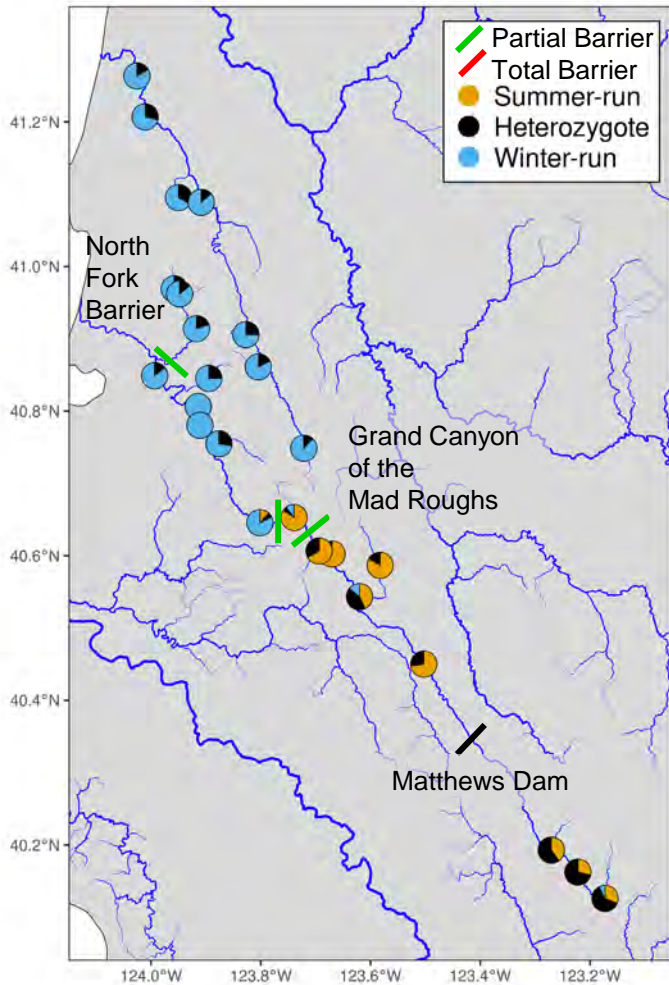 Partial Barrier
Total Barrier
Summer-run
Heterozygote
Winter-run
41.2°N
41.0°N
40.8°N
40.6°N
40.4°N
40.2°N
North
Fork
Barrier
Grand Canyon
of the
Mad Roughs
Matthews Dam
124.0°W
123.8°W
123.6°W
123.4°W
123.2°W